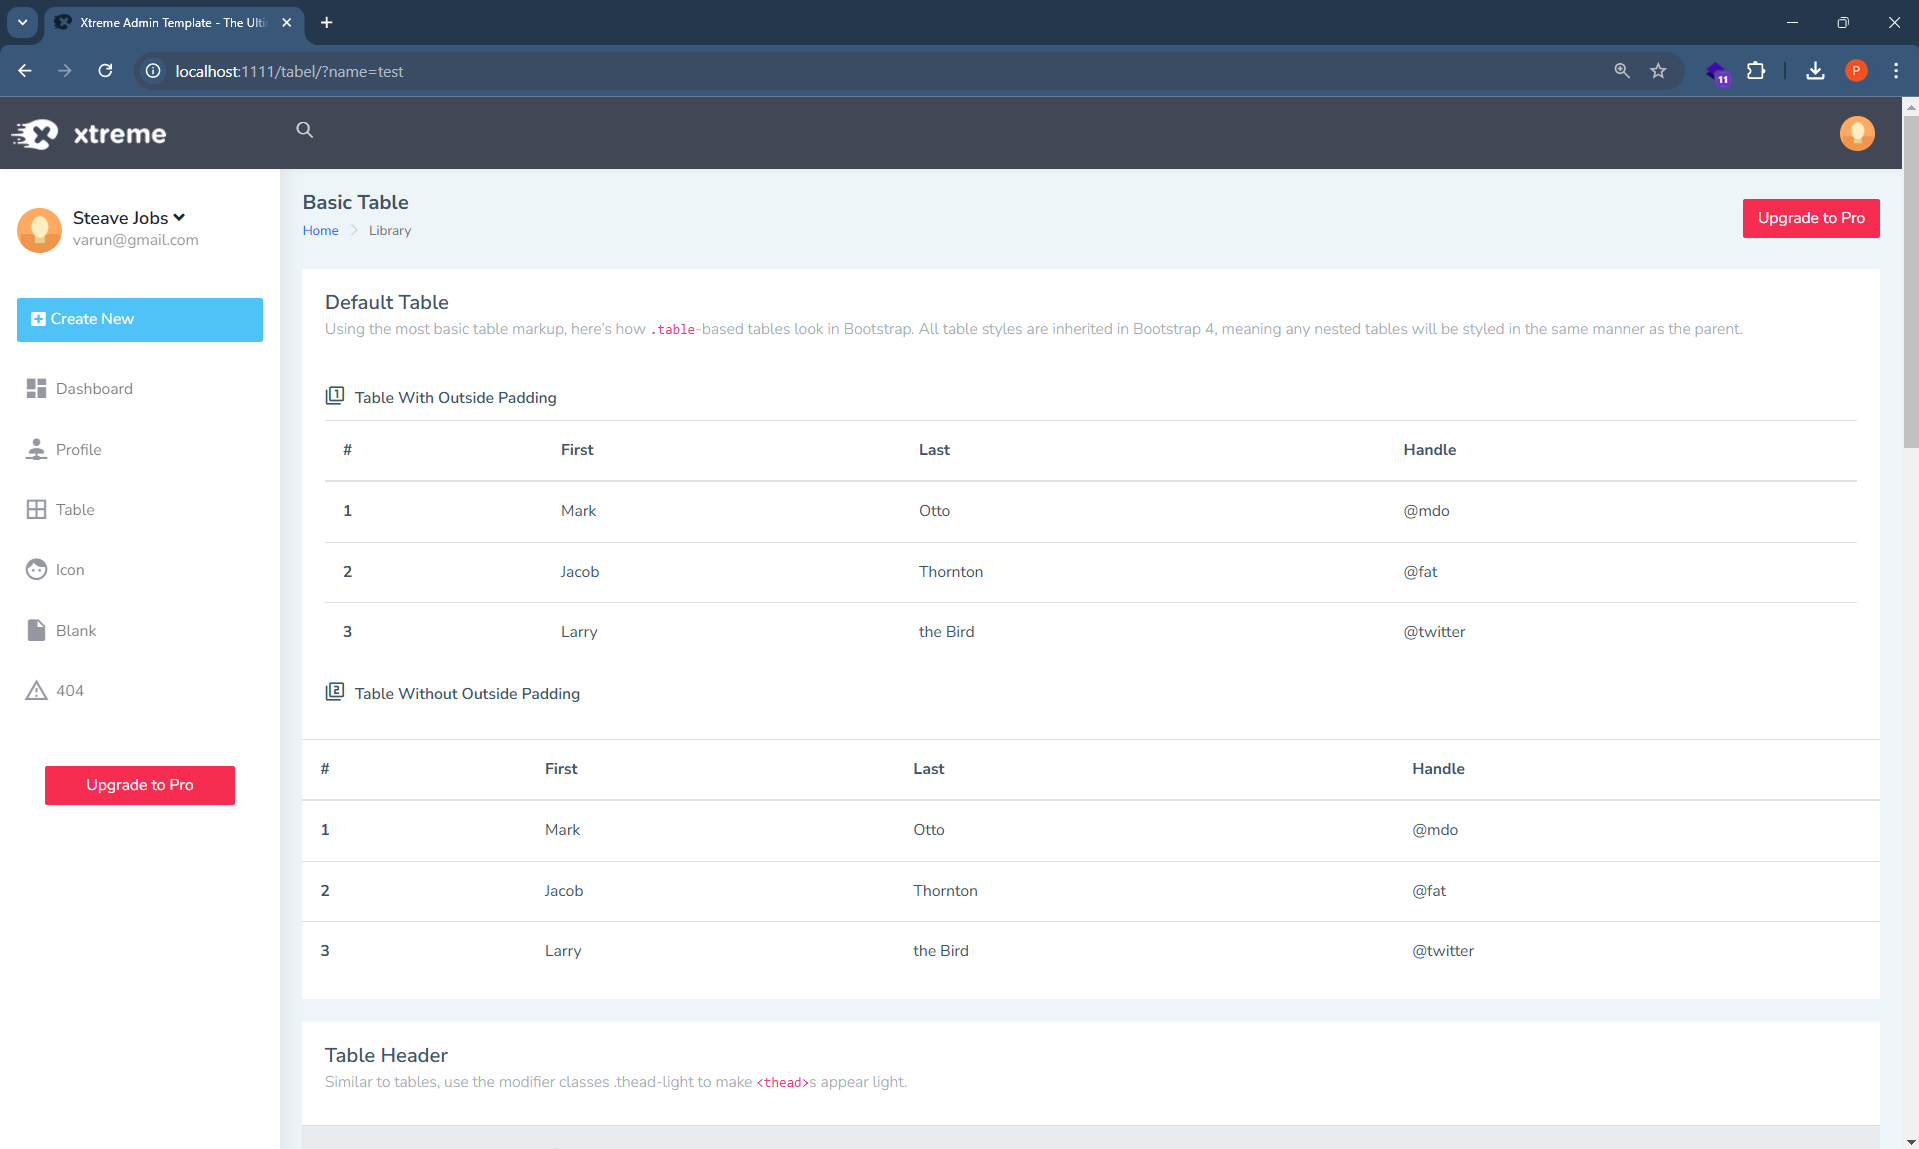 Xtreme Admin Template - The Ulti
localhost:1111/tabel/?name=test
11
P
xtreme
Steave Jobs
varun@gmail.com
Create New
Dashboard
Profile
Table
Icon
Blank
404
Upgrade to Pro
Basic Table
Home
Library
Upgrade to Pro
Default Table
Using the most basic table markup, here's how .table-based tables look in Bootstrap. All table styles are inherited in Bootstrap 4, meaning any nested tables will be styled in the same manner as the parent.
1 Table With Outside Padding
# First Last Handle
1 Mark Otto @mdo
2 Jacob Thornton @fat
3 Larry the Bird @twitter
2 Table Without Outside Padding
# First Last Handle
1 Mark Otto @mdo
2 Jacob Thornton @fat
3 Larry the Bird @twitter
Table Header
Similar to tables, use the modifier classes .thead-light to make <thead>s appear light.